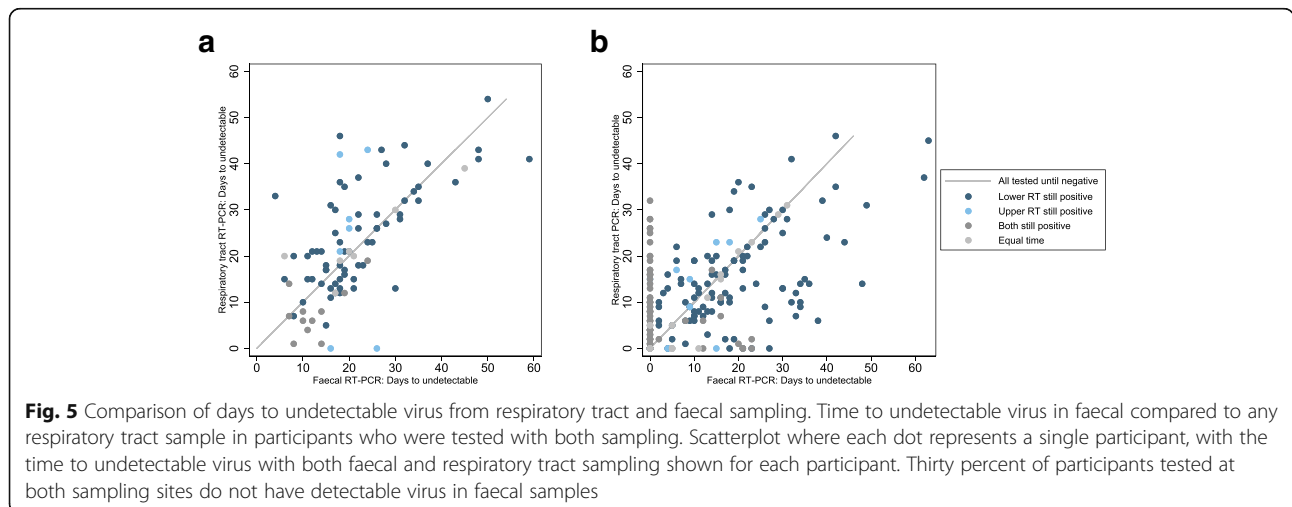 a
b
60
50
40
30
20
10
0
Respiratory tract RT-PCR: Days to undetectable
0 10 20 30 40 50 60
Faecal RT-PCR: Days to undetectable
60
50
40
30
20
10
0
Respiratory tract PCR: Days to undetectable
0 10 20 30 40 50 60
Faecal RT-PCR: Days to undetectable
All tested until negative
Lower RT still positive
Upper RT still positive
Both still positive
Equal time
Fig. 5 Comparison of days to undetectable virus from respiratory tract and faecal sampling. Time to undetectable virus in faecal compared to any
respiratory tract sample in participants who were tested with both sampling. Scatterplot where each dot represents a single participant, with the
time to undetectable virus with both faecal and respiratory tract sampling shown for each participant. Thirty percent of participants tested at
both sampling sites do not have detectable virus in faecal samples